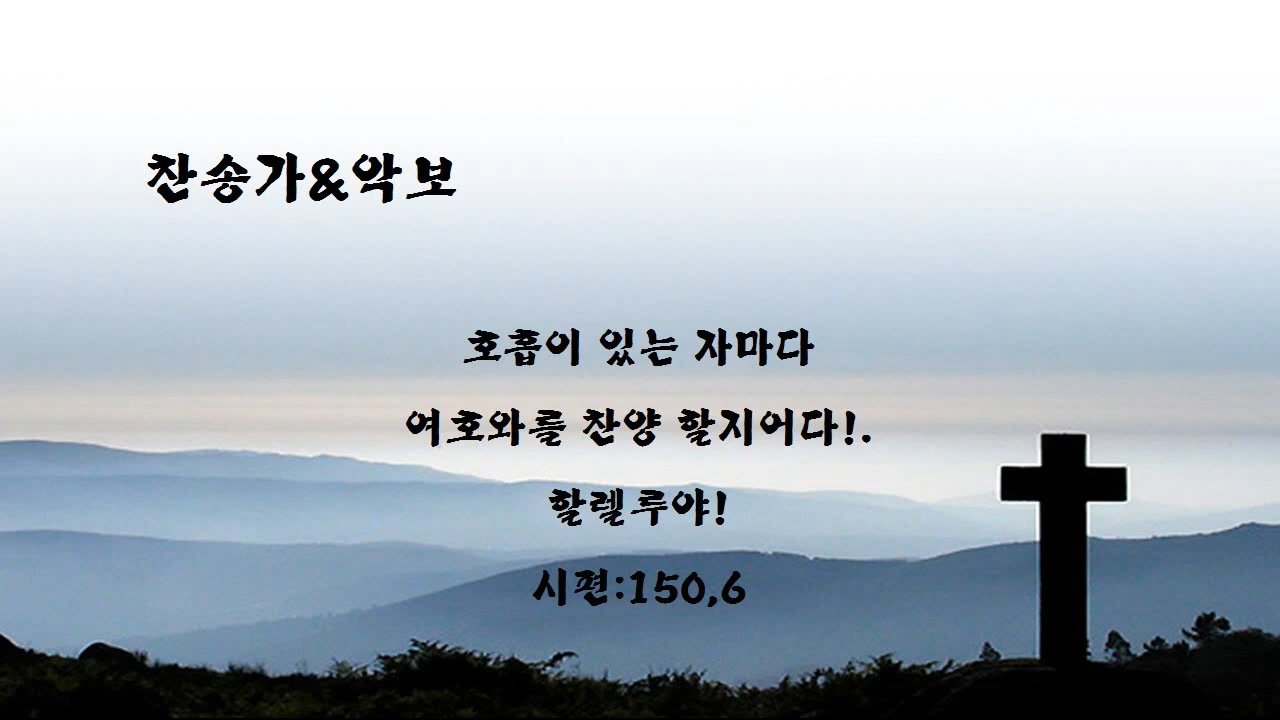 찬송가&악보
호흡이 있는 자마다
여호와를 찬양 할지어다!.
할렐루야!
시편:150,6